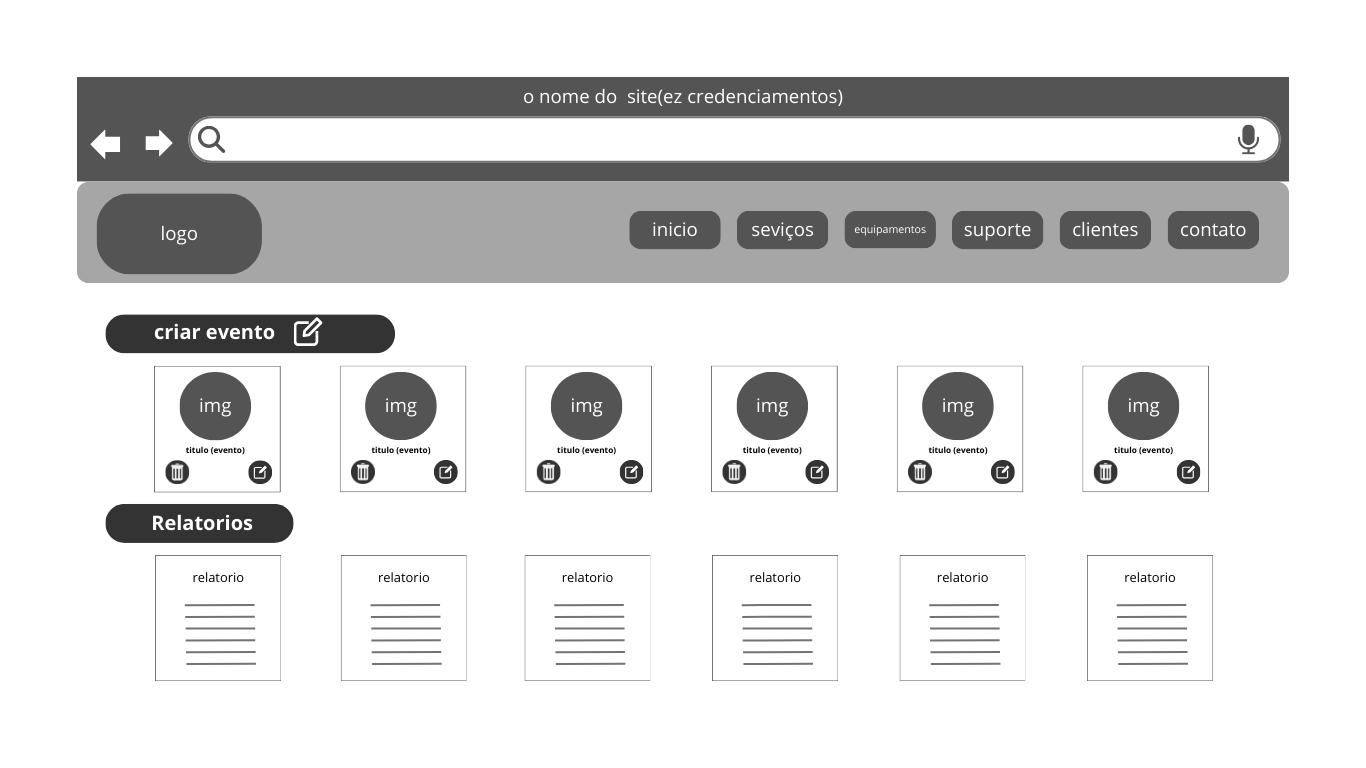 o nome do  site(ez credenciamentos)
logo
inicio
seviços
equipamentos
suporte
clientes
contato
criar evento
img
img
img
img
img
img
titulo (evento)
titulo (evento)
titulo (evento)
titulo (evento)
titulo (evento)
titulo (evento)
Relatorios
relatorio
relatorio
relatorio
relatorio
relatorio
relatorio